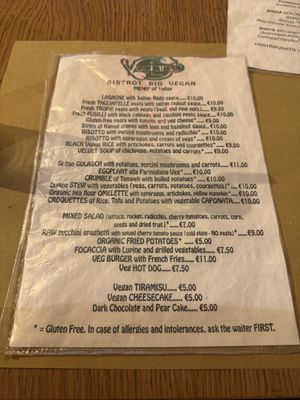 BISTROT BIO VEGAN
MENU of today
LASAGNE with Seitan Ragù sauce.....€10.00
Fresh TAGLIATELLE pasta with seitan ragout sauce....€10.00
Fresh TROFIE pasta with pesto (basil and pine nuts)...€9.50
Fresh FUSILLI with black cabbage and zucchini pesto sauce....€10.00
Gluten-free pasta with tomato and veg cheese* ....€9.00
Strips of Kamut cream with leek and hazelnut sauce....€10.00
RISOTTO with porcini mushrooms and radicchio* .....€10.00
RISOTTO with asparagus and cream of peas* ....€10.00
BLACK Venus RICE with artichokes, carrots and courgettes* ....€9.50
VELVET SOUP of chickpeas, potatoes and carrots* ....€9.00
Seitan GULASCH with potatoes, porcini mushrooms and carrots....€11.00
EGGPLANT alla Parmigiana Veg* ....€10.00
CRUMBLE of Tempeh with boiled potatoes* .....€10.00
Lupine STEW with vegetables (peas, carrots, potatoes, courgettes)* ....€10.00
Organic pea flour OMELETTE with asparagus, artichokes or yellow pumpkin* ....€10.00
CROQUETTES of Rice, Tofu and Potatoes with vegetable CAPONATA....€10.00
MIXED SALAD (lettuce, rocket, radicchio, cherry tomatoes, carrots, corn,
seeds and dried fruit)* .....€7.00
RAW zucchini spaghetti with spiced cherry tomato sauce (cold plate - NO pasta)* ....€9.00
ORGANIC FRIED POTATOES* ....€5.00
FOCACCIA with Lupine and grilled vegetables....€7.50
VEG BURGER with French Fries....€11.00
Veg HOT DOG....€7.50
Vegan TIRAMISU..... €5.00
Vegan CHEESECAKE.... €5.00
Dark Chocolate and Pear Cake.... €5.00
* = Gluten Free. In case of allergies and intolerances, ask the waiter FIRST.